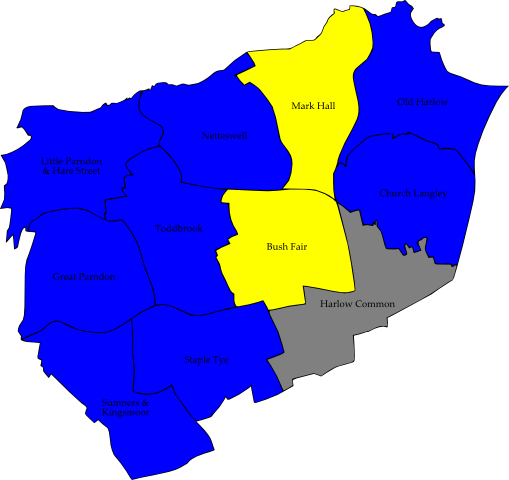 Mark Hall
Old Harlow
Netteswell
Little Parndon
& Hare Street
Church Langley
Toddbrook
Bush Fair
Great Parndon
Harlow Common
Staple Tye
Sumners &
Kingsmoor